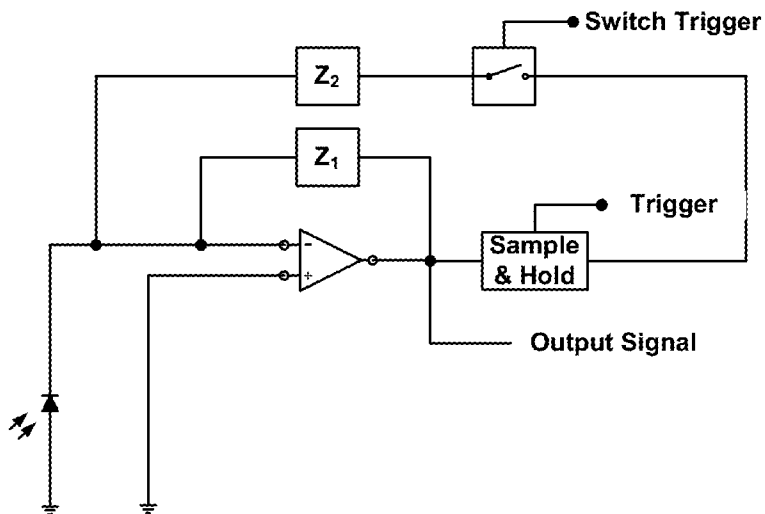 Switch Trigger
Z₂
Z₁
Trigger
Sample
& Hold
Output Signal